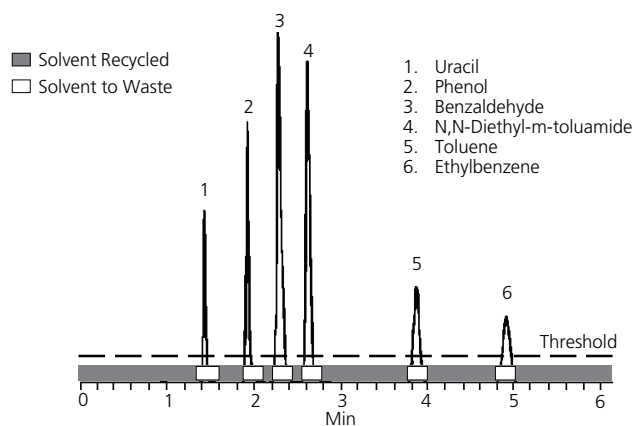 Solvent Recycled
Solvent to Waste
1. Uracil
2. Phenol
3. Benzaldehyde
4. N,N-Diethyl-m-toluamide
5. Toluene
6. Ethylbenzene
3
4
2
1
5
6
Threshold
0 1 2 3 4 5 6
Min